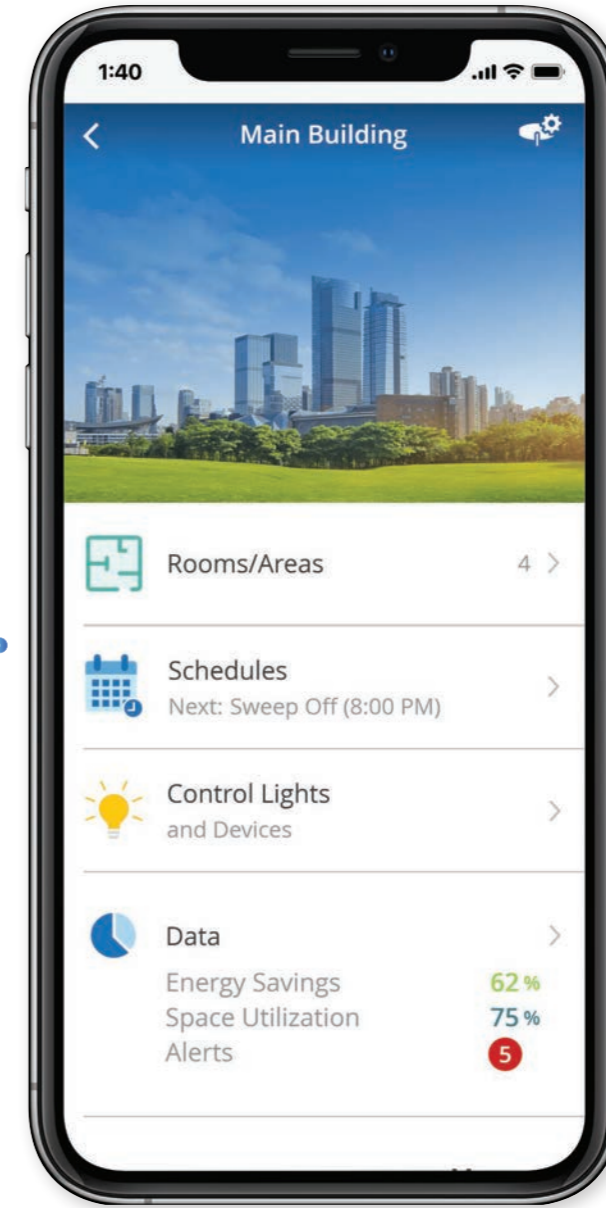 1:40
Main Building
Rooms/Areas 4
Schedules
Next: Sweep Off (8:00 PM)
Control Lights
and Devices
Data
Energy Savings 62%
Space Utilization 75%
Alerts 5